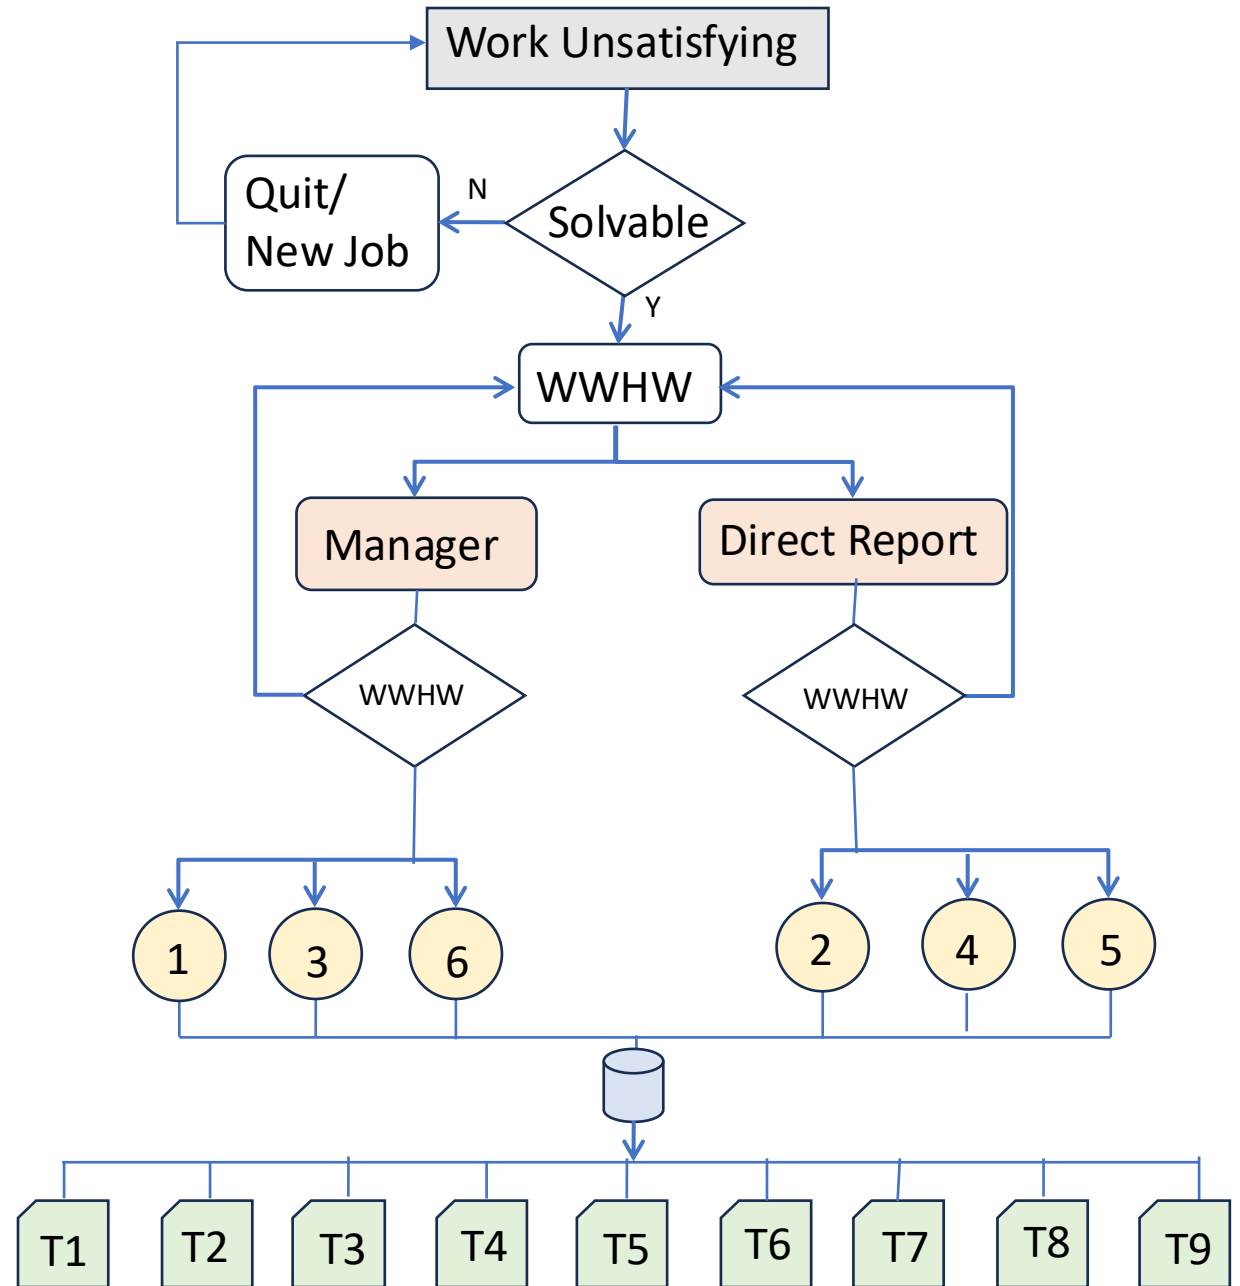 Work Unsatisfying
Quit/
New Job
N
Solvable
Y
WWHW
Manager
Direct Report
WWHW
WWHW
1
3
6
2
4
5
T1
T2
T3
T4
T5
T6
T7
T8
T9